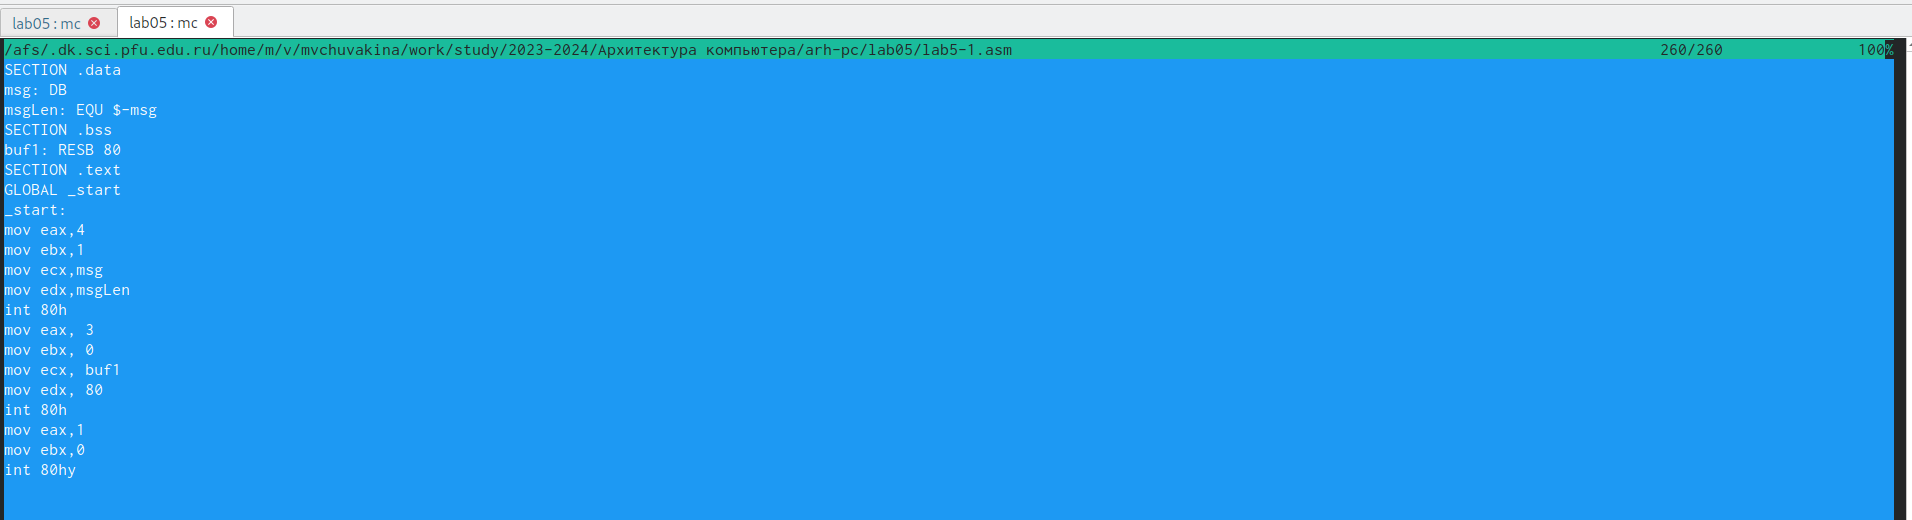 lab05 : mc lab05 : mc
/afs/.dk.sci.pfu.edu.ru/home/m/v/mvchuvakina/work/study/2023-2024/Архитектура компьютера/arh-pc/lab05/lab5-1.asm 260/260 100%
SECTION .data
msg: DB
msgLen: EQU $-msg
SECTION .bss
buf1: RESB 80
SECTION .text
GLOBAL _start
_start:
mov eax,4
mov ebx,1
mov ecx,msg
mov edx,msgLen
int 80h
mov eax, 3
mov ebx, 0
mov ecx, buf1
mov edx, 80
int 80h
mov eax,1
mov ebx,0
int 80hy